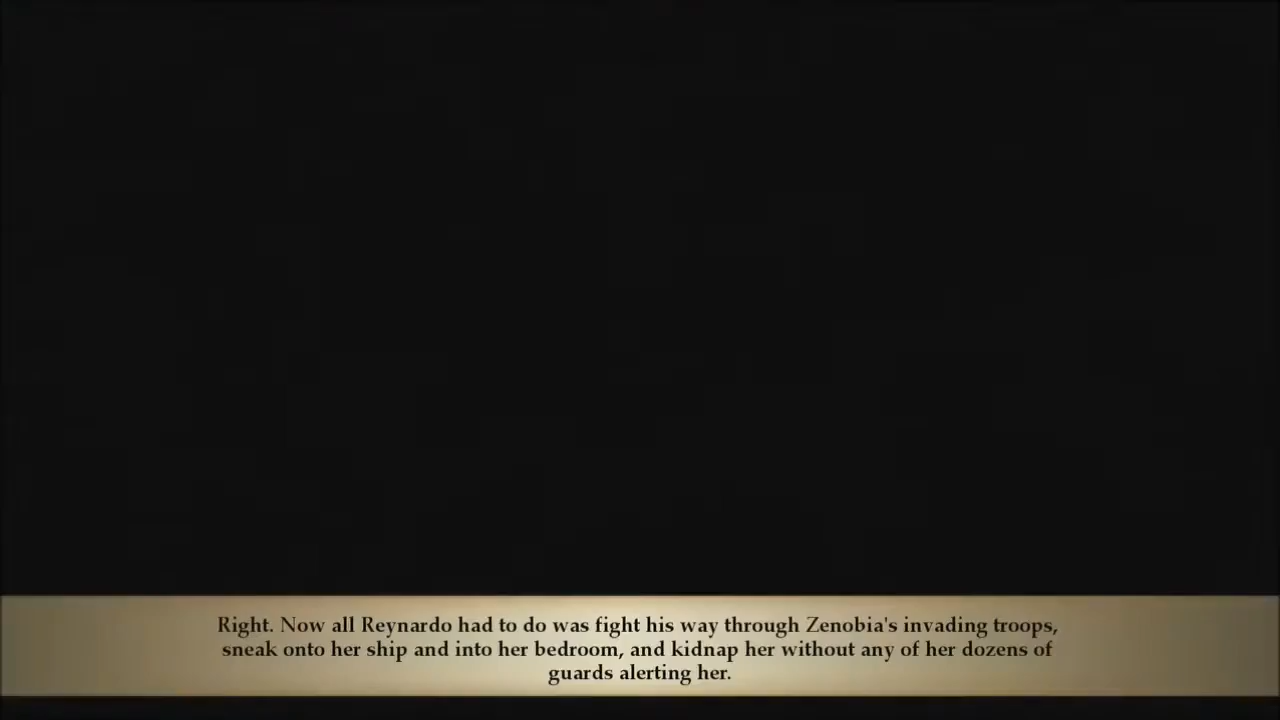 Right. Now all Reynardo had to do was fight his way through Zenobia's invading troops,
sneak onto her ship and into her bedroom, and kidnap her without any of her dozens of
guards alerting her.